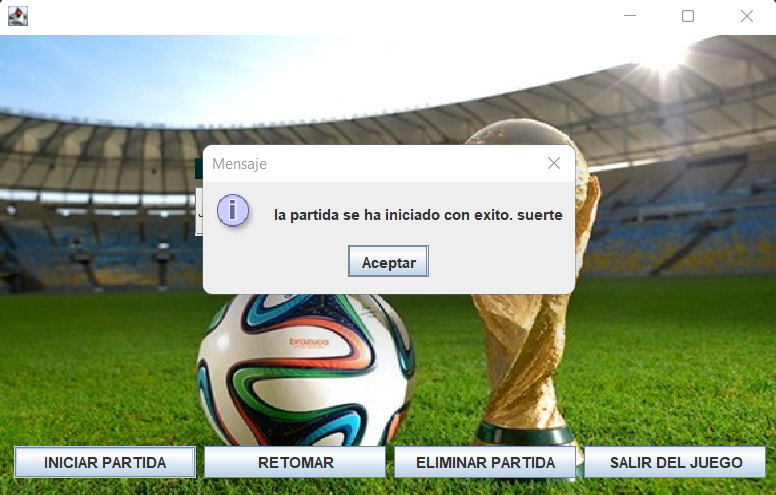 Mensaje
la partida se ha iniciado con exito. suerte
Aceptar
brazuca
INICIAR PARTIDA
RETOMAR
ELIMINAR PARTIDA
SALIR DEL JUEGO